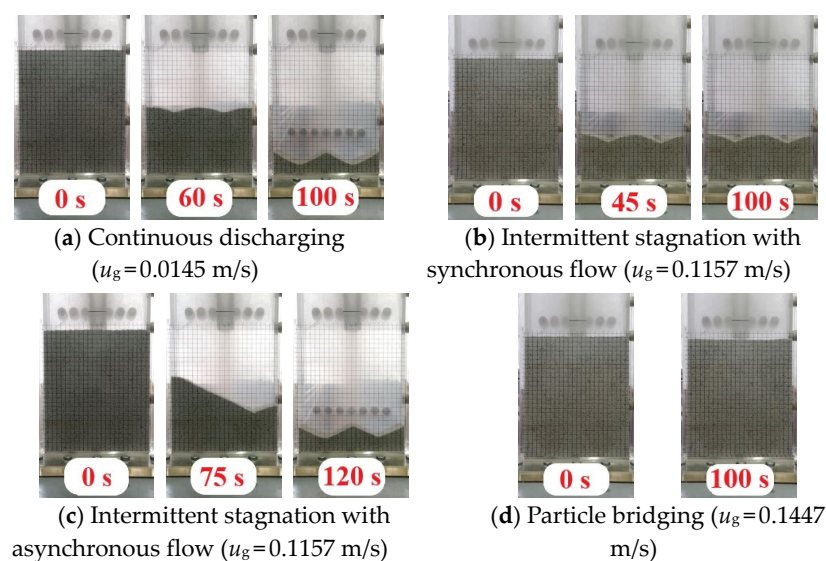 0 s
60 s
100 s
(a) Continuous discharging
(ug=0.0145 m/s)
0 s
45 s
100 s
(b) Intermittent stagnation with
synchronous flow (ug=0.1157 m/s)
0 s
75 s
120 s
(c) Intermittent stagnation with
asynchronous flow (ug=0.1157 m/s)
0 s
100 s
(d) Particle bridging (ug=0.1447
m/s)